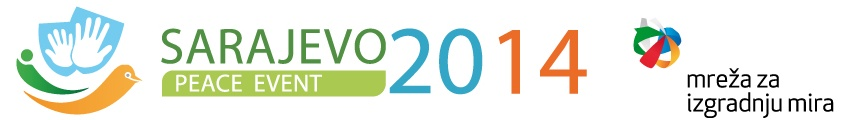 SARAJEVO 2014
PEACE EVENT
mreža za
izgradnju mira